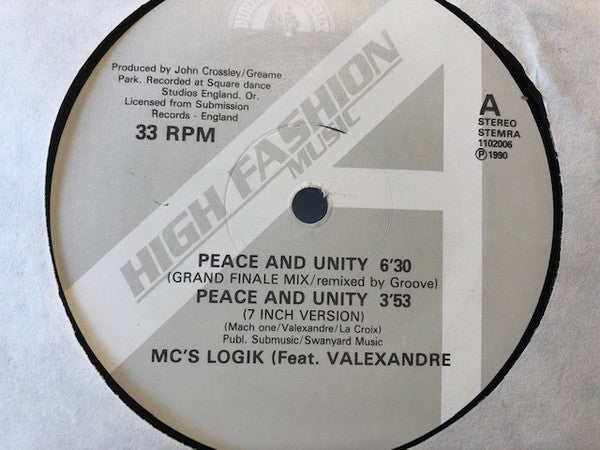 Produced by John Crossley/Greame
Park. Recorded at Square dance
Studios England. Or.
Licensed from Submission
Records - England
33 RPM
A
STEREO
STEMRA
1102006
Ⓟ 1990
HIGH FASHION
MUSIC
PEACE AND UNITY 6'30
(GRAND FINALE MIX/remixed by Groove)
PEACE AND UNITY 3'53
(7 INCH VERSION)
(Mach one/Valexandre/La Croix)
Publ. Submusic/Swanyard Music
MC'S LOGIK (Feat. VALEXANDRE